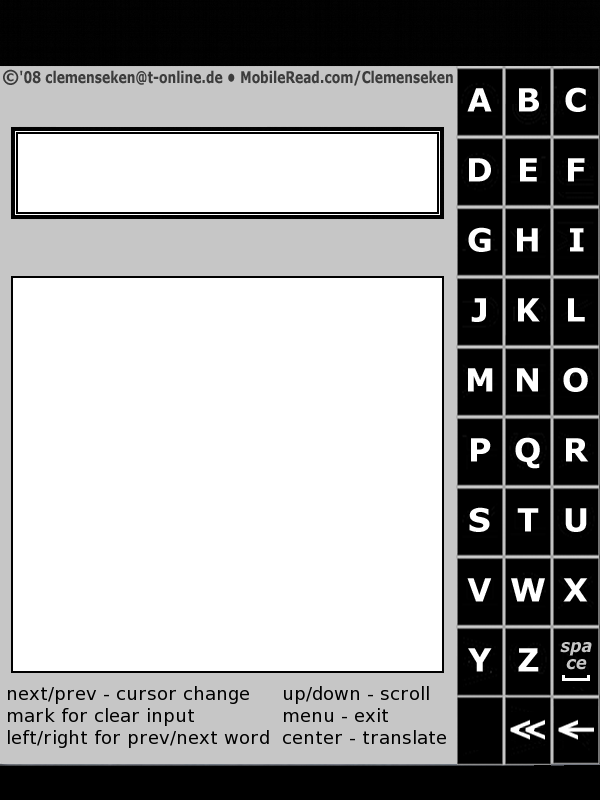 ©'08 clemenseken@t-online.de • MobileRead.com/Clemenseken
A B C
D E F
G H I
J K L
M N O
P Q R
S T U
V W X
Y Z spa
ce
next/prev - cursor change up/down - scroll
mark for clear input menu - exit
left/right for prev/next word center - translate